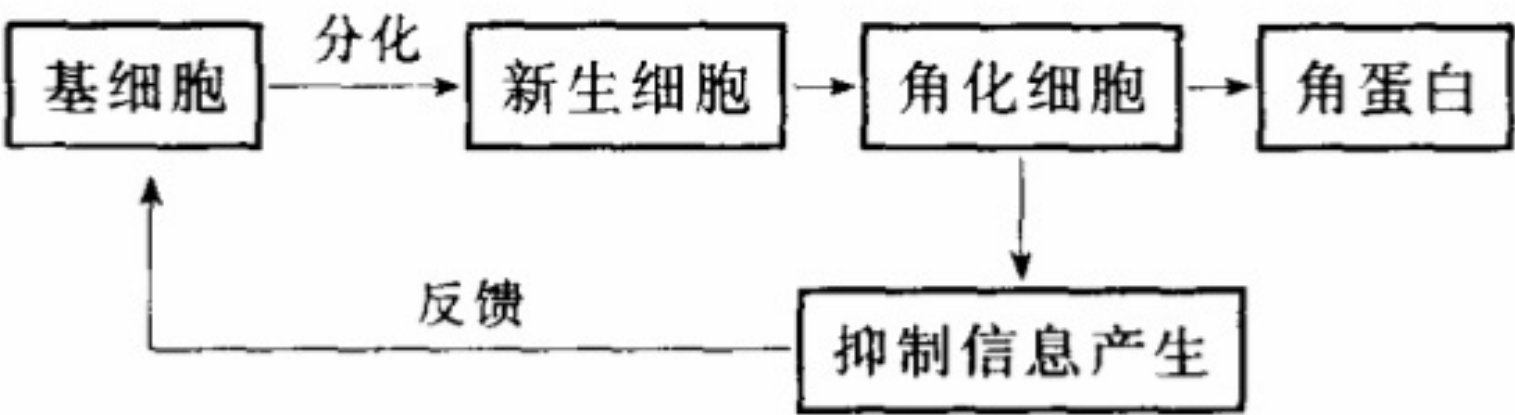 分化
基细胞
新生细胞
角化细胞
角蛋白
反馈
抑制信息产生